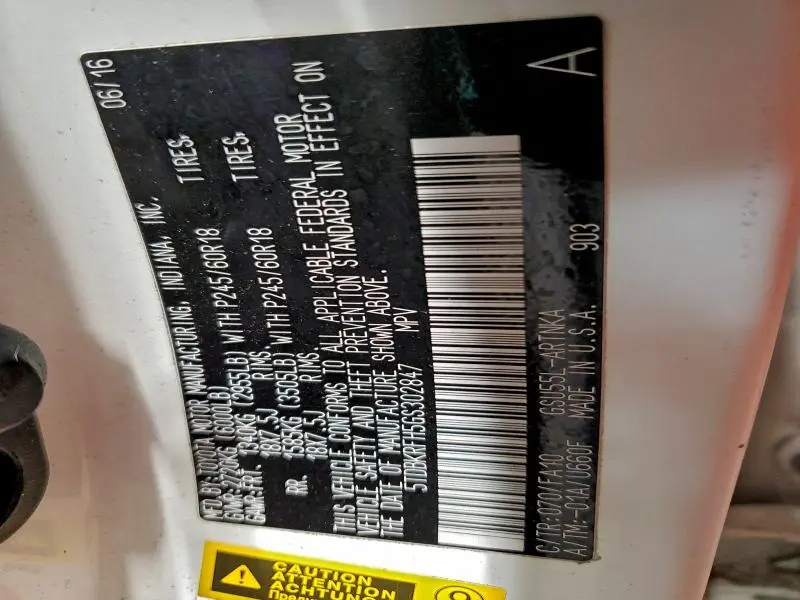 MFD BY: TOYOTA MOTOR MANUFACTURING, INDIANA, INC. 06/16
GVWR: 2720KG (6000LB)
GAWR: FRT. 1340KG (2955LB) WITH P245/60R18 TIRES,
18X7.5J RIMS,
RR. 1585KG (3505LB) WITH P245/60R18 TIRES,
18X7.5J RIMS,
THIS VEHICLE CONFORMS TO ALL APPLICABLE FEDERAL MOTOR
VEHICLE SAFETY AND THEFT PREVENTION STANDARDS IN EFFECT ON
THE DATE OF MANUFACTURE SHOWN ABOVE.
MPV
C/TR:070/FA10 GSU55L-ARTNKA
A/TM:-01A/U660F MADE IN U.S.A. 903
A
CAUTION
ATTENTION
ACHTUNG